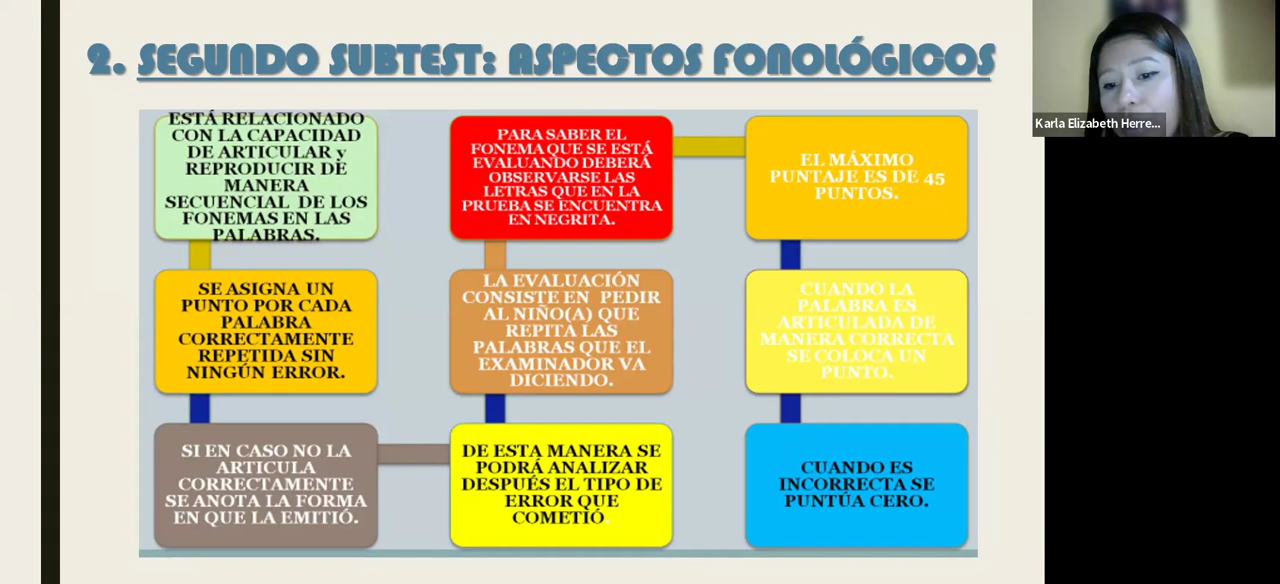 2. SEGUNDO SUBTEST: ASPECTOS FONOLÓGICOS
ESTÁ RELACIONADO
CON LA CAPACIDAD
DE ARTICULAR y
REPRODUCIR DE
MANERA
SECUENCIAL DE LOS
FONEMAS EN LAS
PALABRAS.
SE ASIGNA UN
PUNTO POR CADA
PALABRA
CORRECTAMENTE
REPETIDA SIN
NINGÚN ERROR.
SI EN CASO NO LA
ARTICULA
CORRECTAMENTE
SE ANOTA LA FORMA
EN QUE LA EMITIÓ.
DE ESTA MANERA SE
PODRÁ ANALIZAR
DESPUÉS EL TIPO DE
ERROR QUE
COMETIÓ.
LA EVALUACIÓN
CONSISTE EN PEDIR
AL NIÑO(A) QUE
REPITA LAS
PALABRAS QUE EL
EXAMINADOR VA
DICIENDO.
PARA SABER EL
FONEMA QUE SE ESTÁ
EVALUANDO DEBERÁ
OBSERVARSE LAS
LETRAS QUE EN LA
PRUEBA SE ENCUENTRA
EN NEGRITA.
EL MÁXIMO
PUNTAJE ES DE 45
PUNTOS.
CUANDO LA
PALABRA ES
ARTICULADA DE
MANERA CORRECTA
SE COLOCA UN
PUNTO.
CUANDO ES
INCORRECTA SE
PUNTÚA CERO.
Karla Elizabeth Herre...